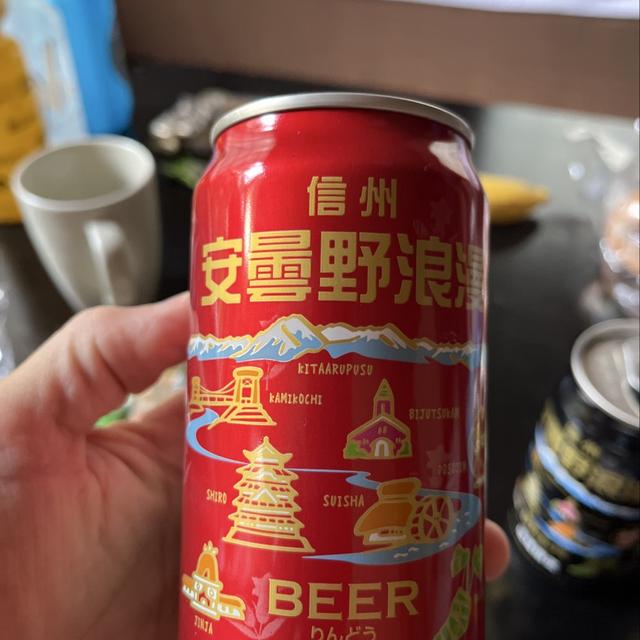 信州
安曇野浪漫
KITAARUPUSU
KAMIKOCHI
BIJUTSUKAN
SHIRO
SUISHA
JINJA
BEER
りんどう